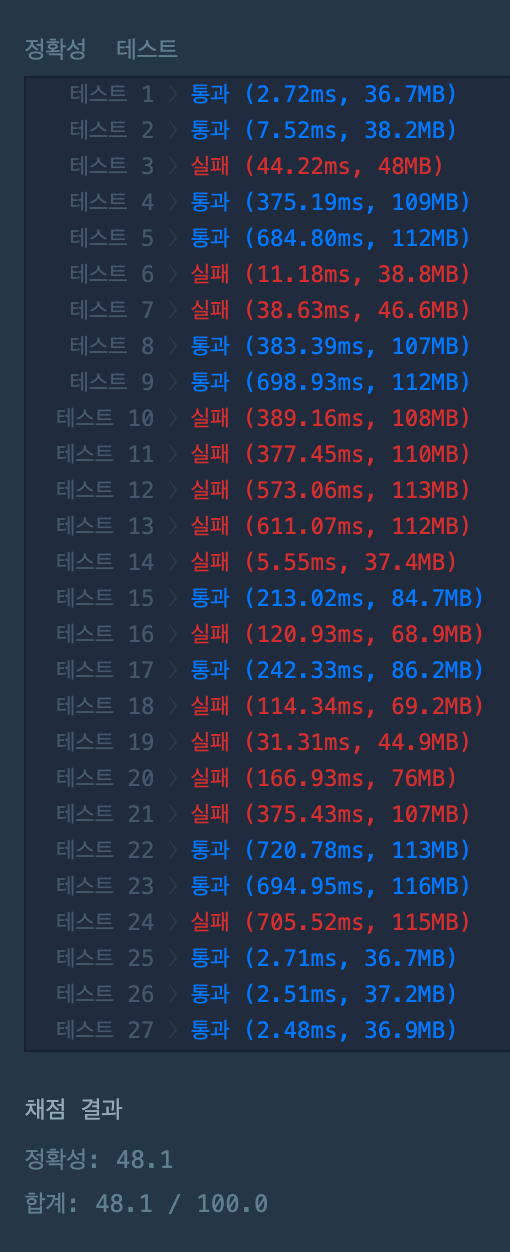 정확성 테스트
테스트 1 〉 통과 (2.72ms, 36.7MB)
테스트 2 〉 통과 (7.52ms, 38.2MB)
테스트 3 〉 실패 (44.22ms, 48MB)
테스트 4 〉 통과 (375.19ms, 109MB)
테스트 5 〉 통과 (684.80ms, 112MB)
테스트 6 〉 실패 (11.18ms, 38.8MB)
테스트 7 〉 실패 (38.63ms, 46.6MB)
테스트 8 〉 통과 (383.39ms, 107MB)
테스트 9 〉 통과 (698.93ms, 112MB)
테스트 10 〉 실패 (389.16ms, 108MB)
테스트 11 〉 실패 (377.45ms, 110MB)
테스트 12 〉 실패 (573.06ms, 113MB)
테스트 13 〉 실패 (611.07ms, 112MB)
테스트 14 〉 실패 (5.55ms, 37.4MB)
테스트 15 〉 통과 (213.02ms, 84.7MB)
테스트 16 〉 실패 (120.93ms, 68.9MB)
테스트 17 〉 통과 (242.33ms, 86.2MB)
테스트 18 〉 실패 (114.34ms, 69.2MB)
테스트 19 〉 실패 (31.31ms, 44.9MB)
테스트 20 〉 실패 (166.93ms, 76MB)
테스트 21 〉 실패 (375.43ms, 107MB)
테스트 22 〉 통과 (720.78ms, 113MB)
테스트 23 〉 통과 (694.95ms, 116MB)
테스트 24 〉 실패 (705.52ms, 115MB)
테스트 25 〉 통과 (2.71ms, 36.7MB)
테스트 26 〉 통과 (2.51ms, 37.2MB)
테스트 27 〉 통과 (2.48ms, 36.9MB)
채점 결과
정확성: 48.1
합계: 48.1 / 100.0